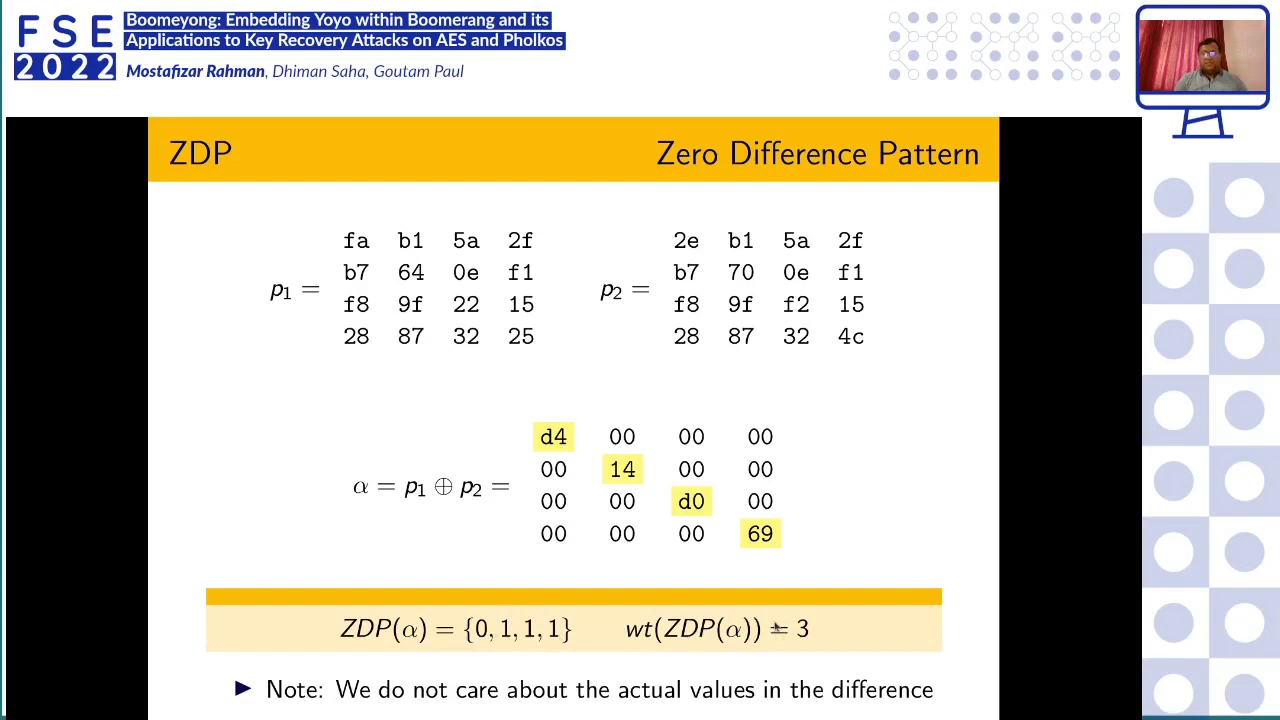 FSE
2022
Boomeyong: Embedding Yoyo within Boomerang and its
Applications to Key Recovery Attacks on AES and Pholkos
Mostafizar Rahman, Dhiman Saha, Goutam Paul
ZDP Zero Difference Pattern
fa b1 5a 2f
b7 64 0e f1
p₁ =
f8 9f 22 15
28 87 32 25
2e b1 5a 2f
b7 70 0e f1
p₂ =
f8 9f f2 15
28 87 32 4c
d4 00 00 00
00 14 00 00
α = p₁ ⊕ p₂ =
00 00 d0 00
00 00 00 69
ZDP(α) = {0, 1, 1, 1} wt(ZDP(α)) = 3
▶ Note: We do not care about the actual values in the difference